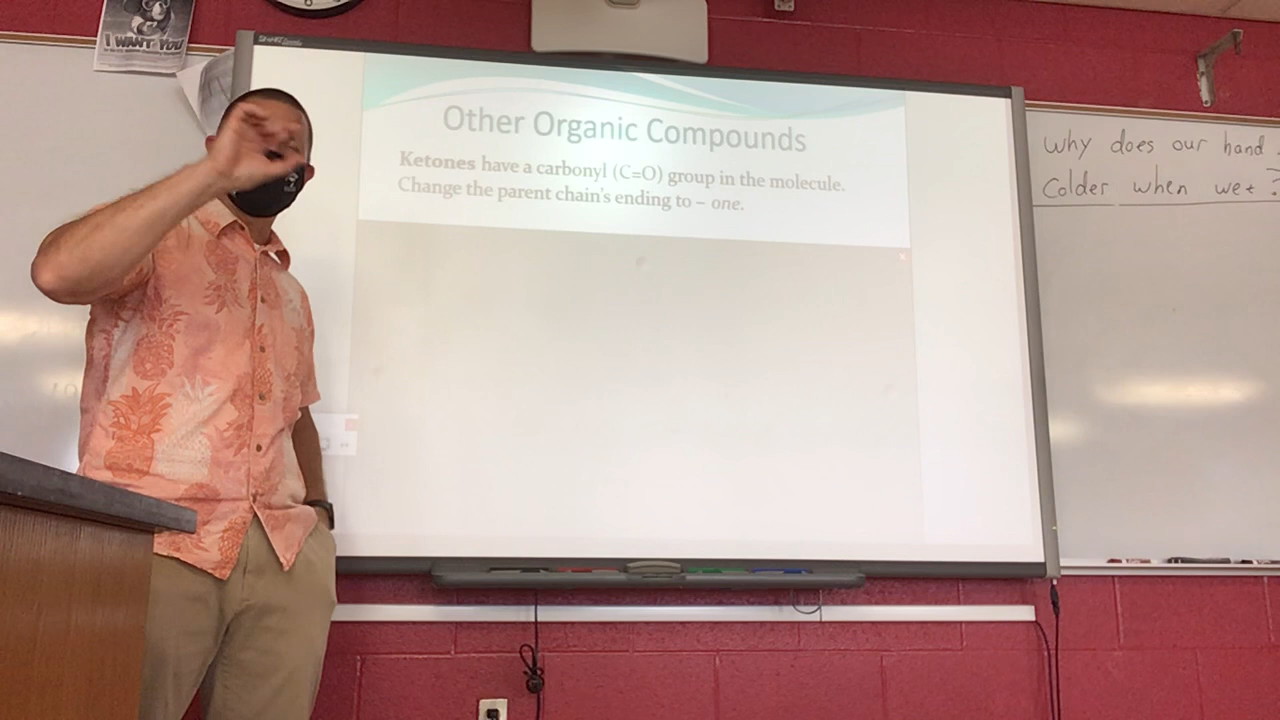 I WANT YOU
Other Organic Compounds
Ketones have a carbonyl (C=O) group in the molecule.
Change the parent chain's ending to – one.
Why does our hand
Colder when wet ?